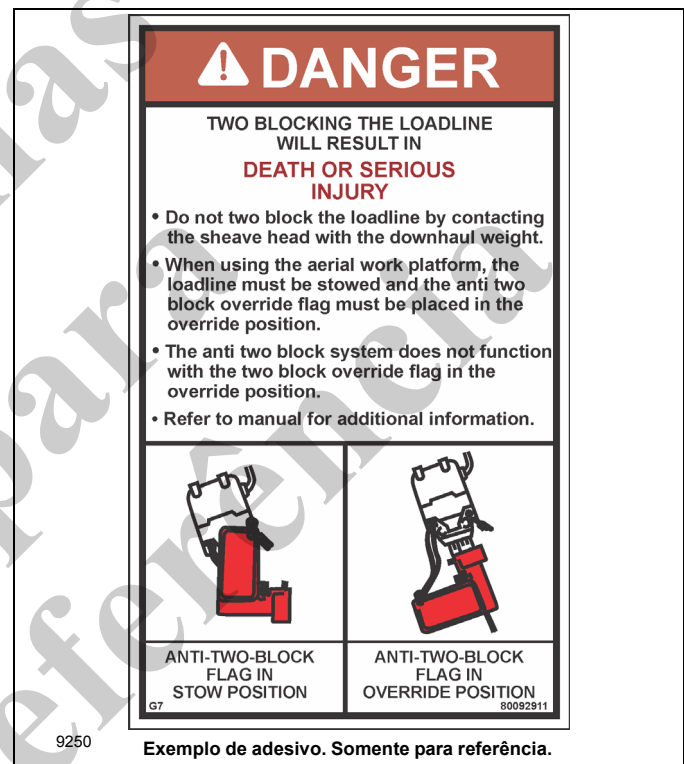 DANGER
TWO BLOCKING THE LOADLINE
WILL RESULT IN
DEATH OR SERIOUS
INJURY
• Do not two block the loadline by contacting
the sheave head with the downhaul weight.
• When using the aerial work platform, the
loadline must be stowed and the anti two
block override flag must be placed in the
override position.
• The anti two block system does not function
with the two block override flag in the
override position.
• Refer to manual for additional information.
ANTI-TWO-BLOCK
FLAG IN
STOW POSITION
G7
ANTI-TWO-BLOCK
FLAG IN
OVERRIDE POSITION
80092911
9250
Exemplo de adesivo. Somente para referência.
para
referência